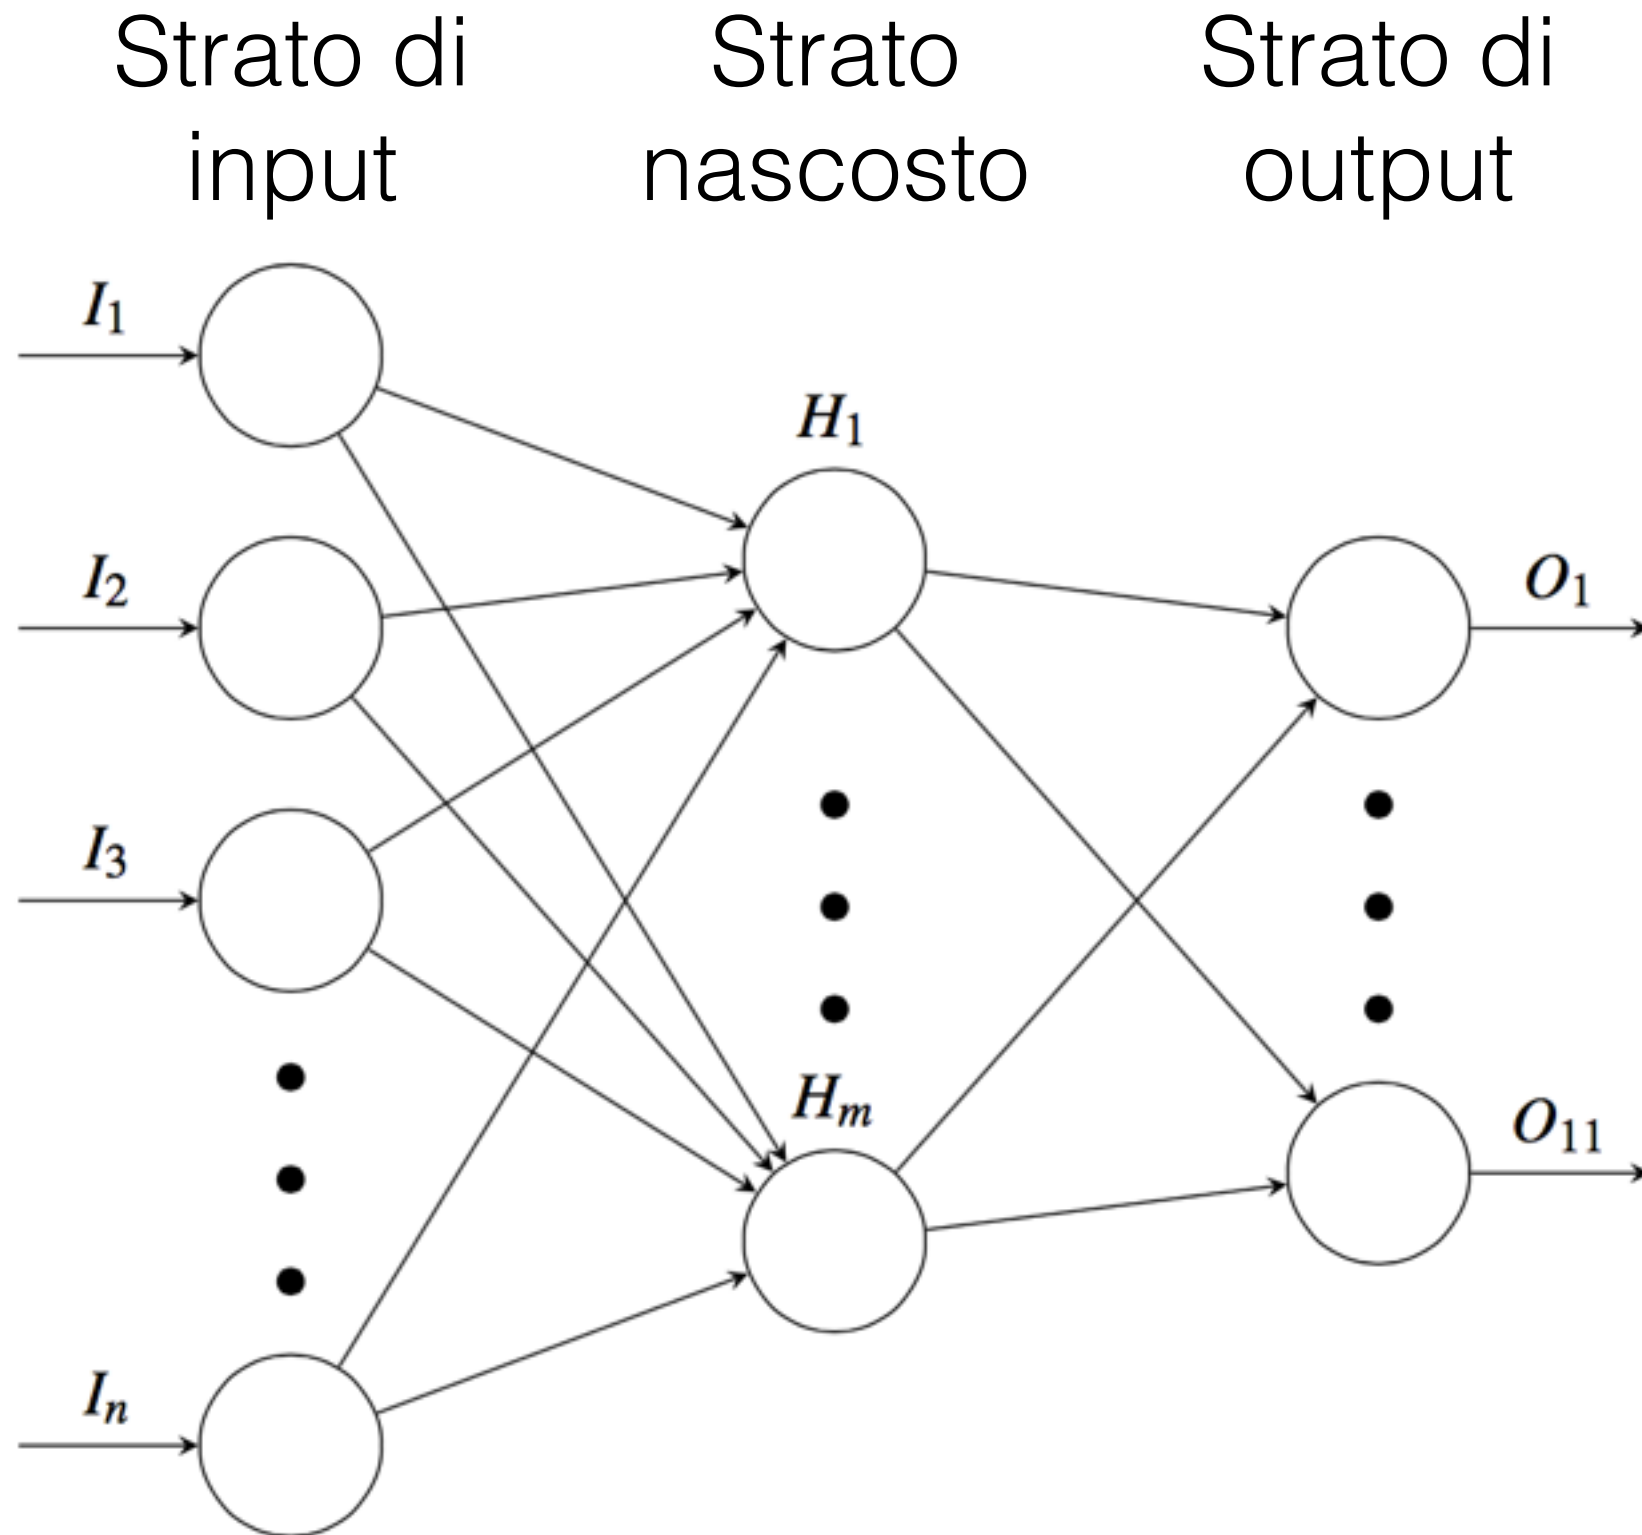 Strato di
input
Strato
nascosto
Strato di
output
I1
I2
I3
In
H1
Hm
O1
O11